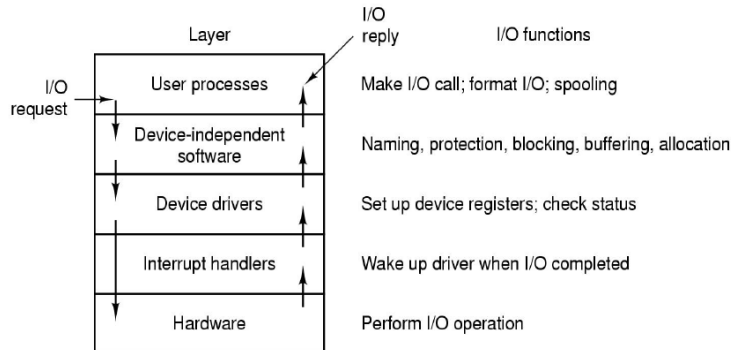 I/O
reply
Layer
I/O functions
I/O
request
User processes
Make I/O call; format I/O; spooling
Device-independent
software
Naming, protection, blocking, buffering, allocation
Device drivers
Set up device registers; check status
Interrupt handlers
Wake up driver when I/O completed
Hardware
Perform I/O operation